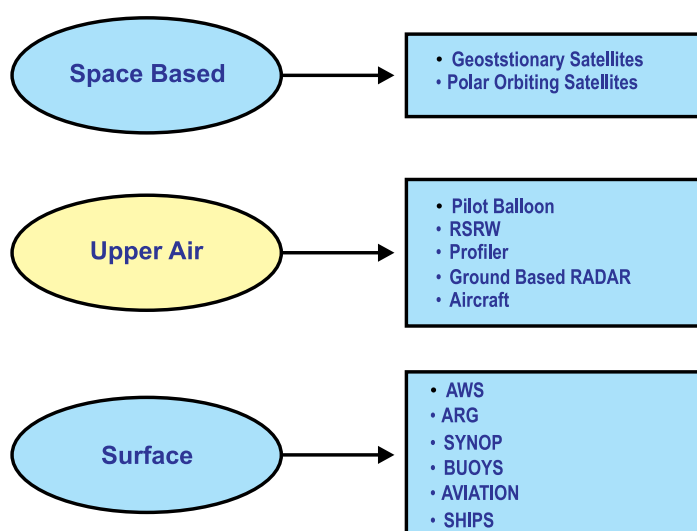 Space Based
• Geoststionary Satellites
• Polar Orbiting Satellites
Upper Air
• Pilot Balloon
• RSRW
• Profiler
• Ground Based RADAR
• Aircraft
Surface
• AWS
• ARG
• SYNOP
• BUOYS
• AVIATION
• SHIPS